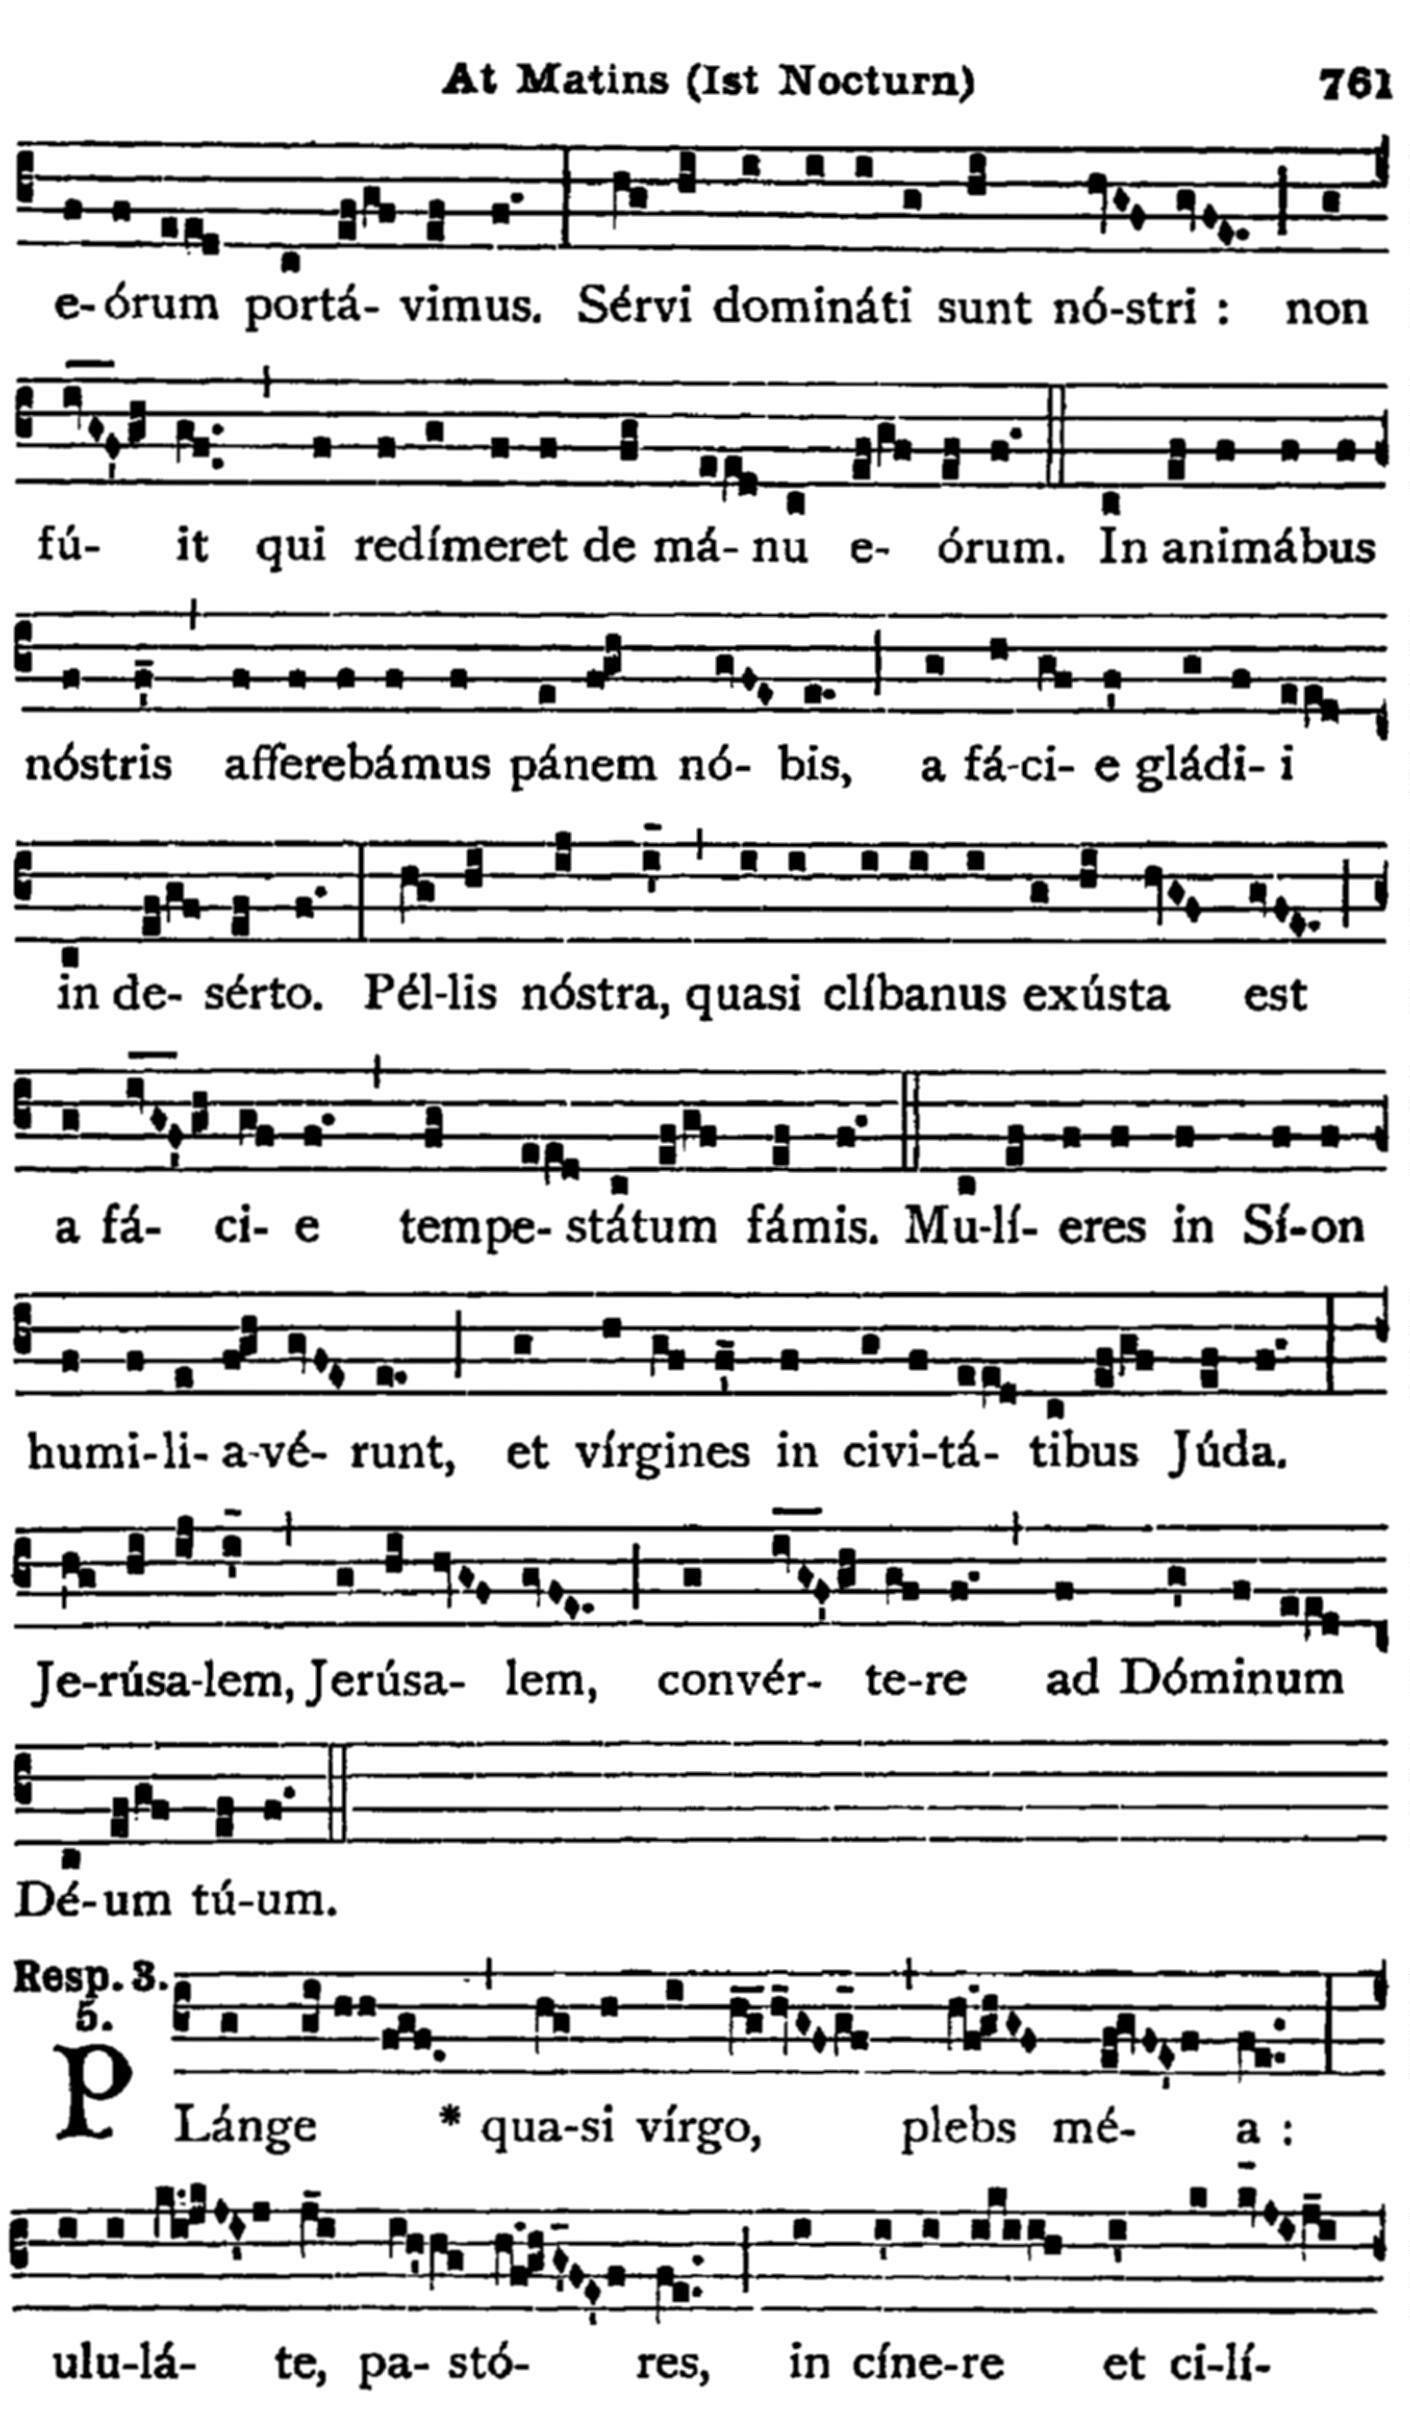 At Matins (Ist Nocturn) 761
e-órum portá- vimus. Sérvi domináti sunt nó-stri : non
fú- it qui redímeret de má- nu e- órum. In animábus
nóstris afferebámus pánem nó- bis, a fá-ci- e gládi- i
in de- sérto. Pél-lis nóstra, quasi clíbanus exústa est
a fá- ci- e tempe- státum fámis. Mu-lí- eres in Sí-on
humi-li- a-vé- runt, et vírgines in civi-tá- tibus Júda.
Je-rúsa-lem, Jerúsa- lem, convér- te-re ad Dóminum
Dé-um tú-um.
Resp. 3.
5.
P
Lánge * qua-si vírgo, plebs mé- a :
ulu-lá- te, pa- stó- res, in cíne-re et ci-lí-